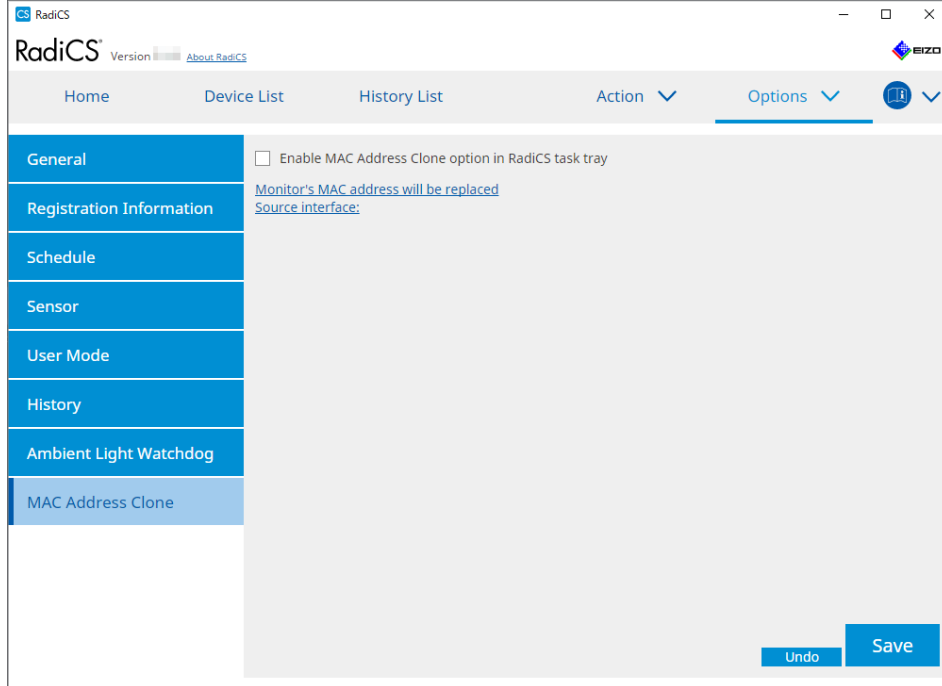 CS RadiCS
RadiCS® Version About RadiCS
EIZO
Home Device List History List Action Options
General
Registration Information
Schedule
Sensor
User Mode
History
Ambient Light Watchdog
MAC Address Clone
Enable MAC Address Clone option in RadiCS task tray
Monitor's MAC address will be replaced
Source interface:
Undo
Save